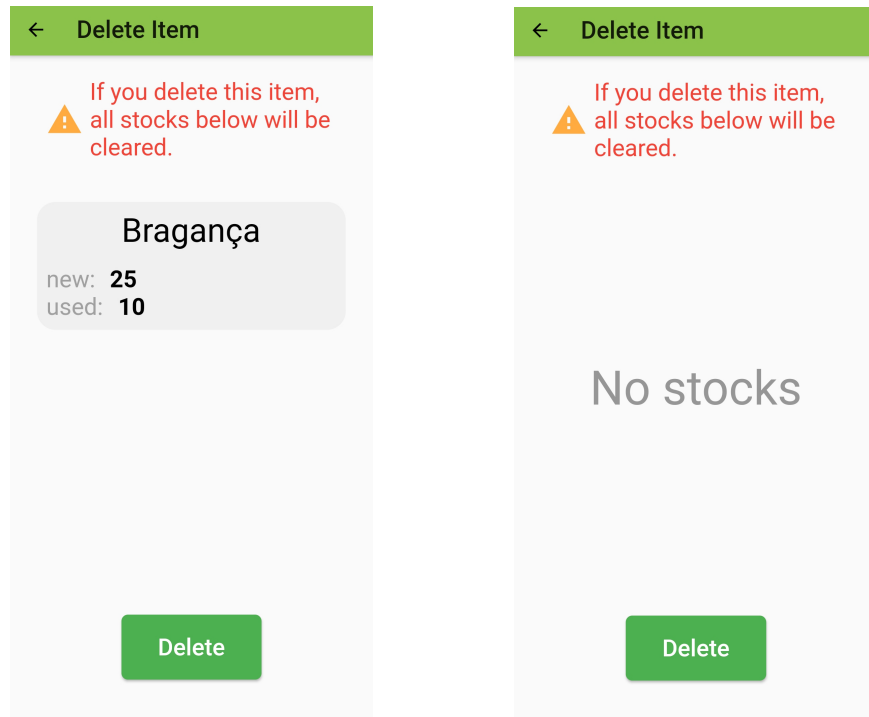 Delete Item
If you delete this item,
all stocks below will be
cleared.
Bragança
new: 25
used: 10
Delete
Delete Item
If you delete this item,
all stocks below will be
cleared.
No stocks
Delete